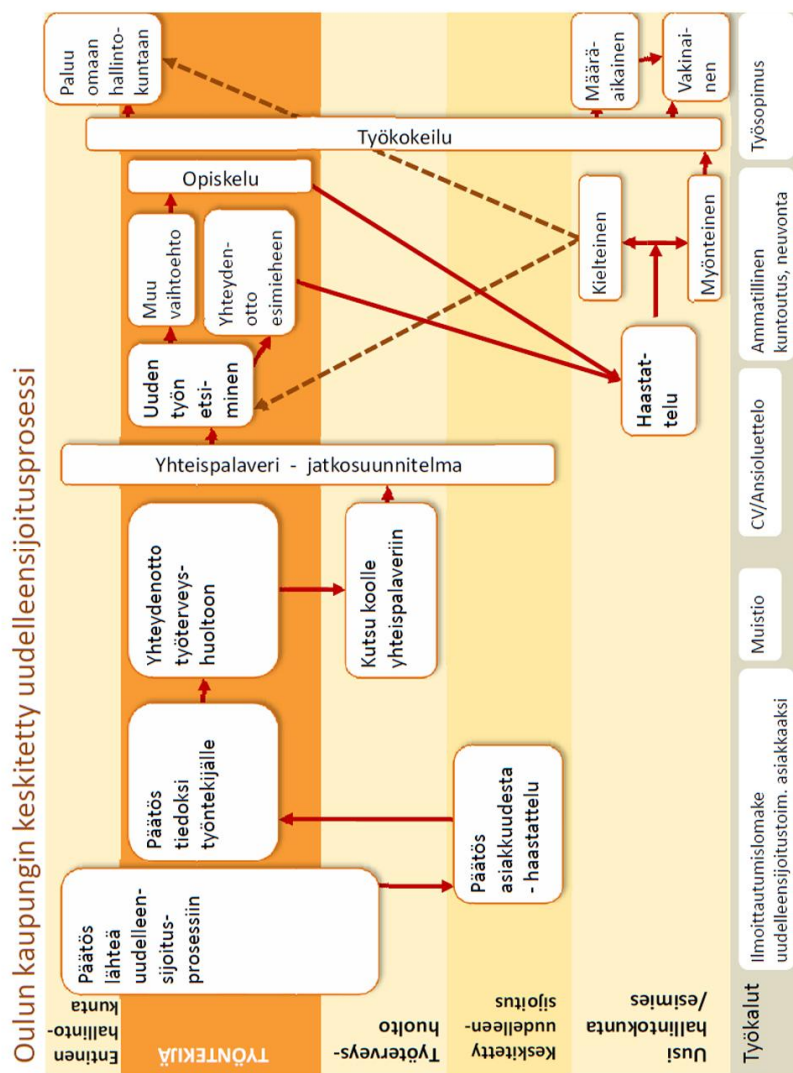 Oulun kaupungin keskitetty uudelleensijoitusprosessi
Entinen
hallinto-
kunta
TYÖNTEKIJÄ
Työterveys-
huolto
Keskitetty
uudelleen-
sijoitus
Uusi
hallintokunta
/esimies
Päätös
lähteä
uudelleen-
sijoitus-
prosessiin
Päätös
tiedoksi
työntekijälle
Päätös
asiakkuudesta
- haastattelu
Yhteydenotto
työterveys-
huoltoon
Kutsu koolle
yhteispalaveriin
Yhteispalaveri - jatkosuunnitelma
Uuden
työn
etsi-
minen
Muu
vaihtoehto
Yhteyden-
otto
esimieheen
Opiskelu
Haastat-
telu
Kielteinen
Myönteinen
Työkokeilu
Paluu
omaan
hallinto-
kuntaan
Määrä-
aikainen
Vakinai-
nen
Työkalut
Ilmoittautumislomake
uudelleensijoitustoim. asiakkaaksi
Muistio
CV/Ansioluettelo
Ammatillinen
kuntoutus, neuvonta
Työsopimus